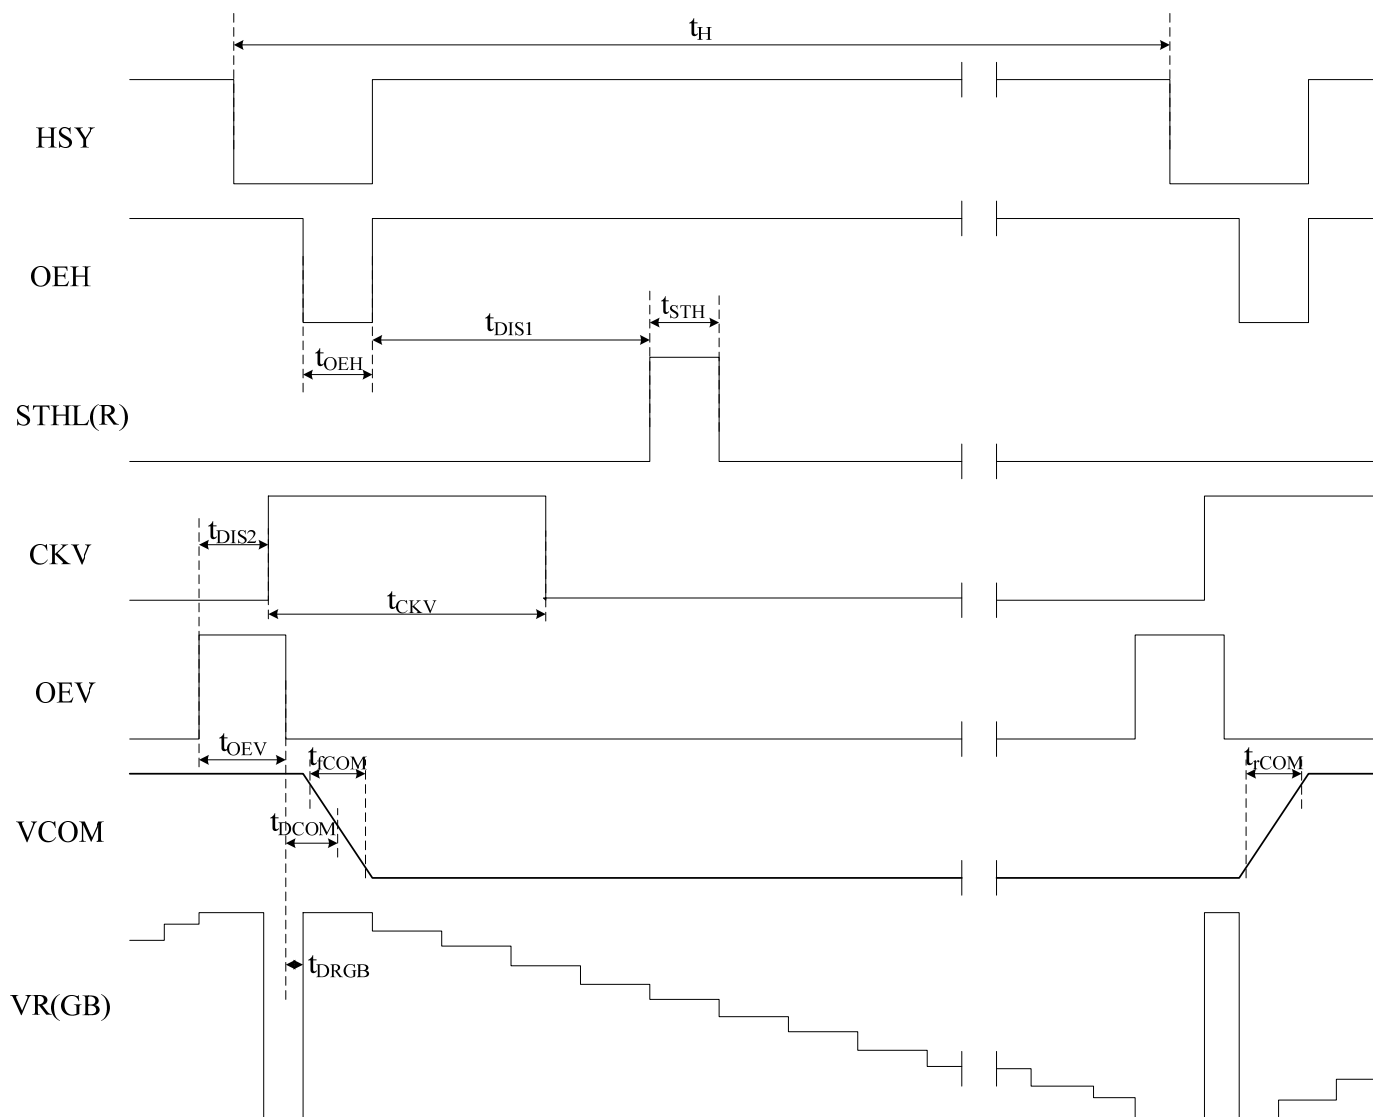 tH
HSY
OEH
tSTH
tDIS1
tOEH
STHL(R)
tDIS2
CKV
tCKV
OEV
tOEV
tfCOM
trCOM
tDCOM
VCOM
tDRGB
VR(GB)